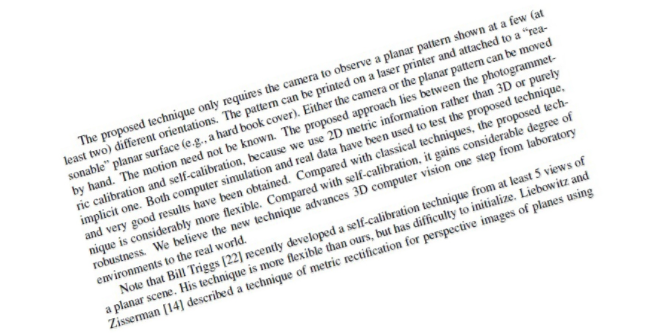 The proposed technique only requires the camera to observe a planar pattern shown at a few (at
least two) different orientations. The pattern can be printed on a laser printer and attached to a “rea-
sonable” planar surface (e.g., a hard book cover). Either the camera or the planar pattern can be moved
by hand. The motion need not be known. The proposed approach lies between the photogrammet-
ric calibration and self-calibration, because we use 2D metric information rather than 3D or purely
implicit one. Both computer simulation and real data have been used to test the proposed technique,
and very good results have been obtained. Compared with classical techniques, the proposed tech-
nique is considerably more flexible. Compared with self-calibration, it gains considerable degree of
robustness. We believe the new technique advances 3D computer vision one step from laboratory
environments to the real world.
Note that Bill Triggs [22] recently developed a self-calibration technique from at least 5 views of
a planar scene. His technique is more flexible than ours, but has difficulty to initialize. Liebowitz and
Zisserman [14] described a technique of metric rectification for perspective images of planes using